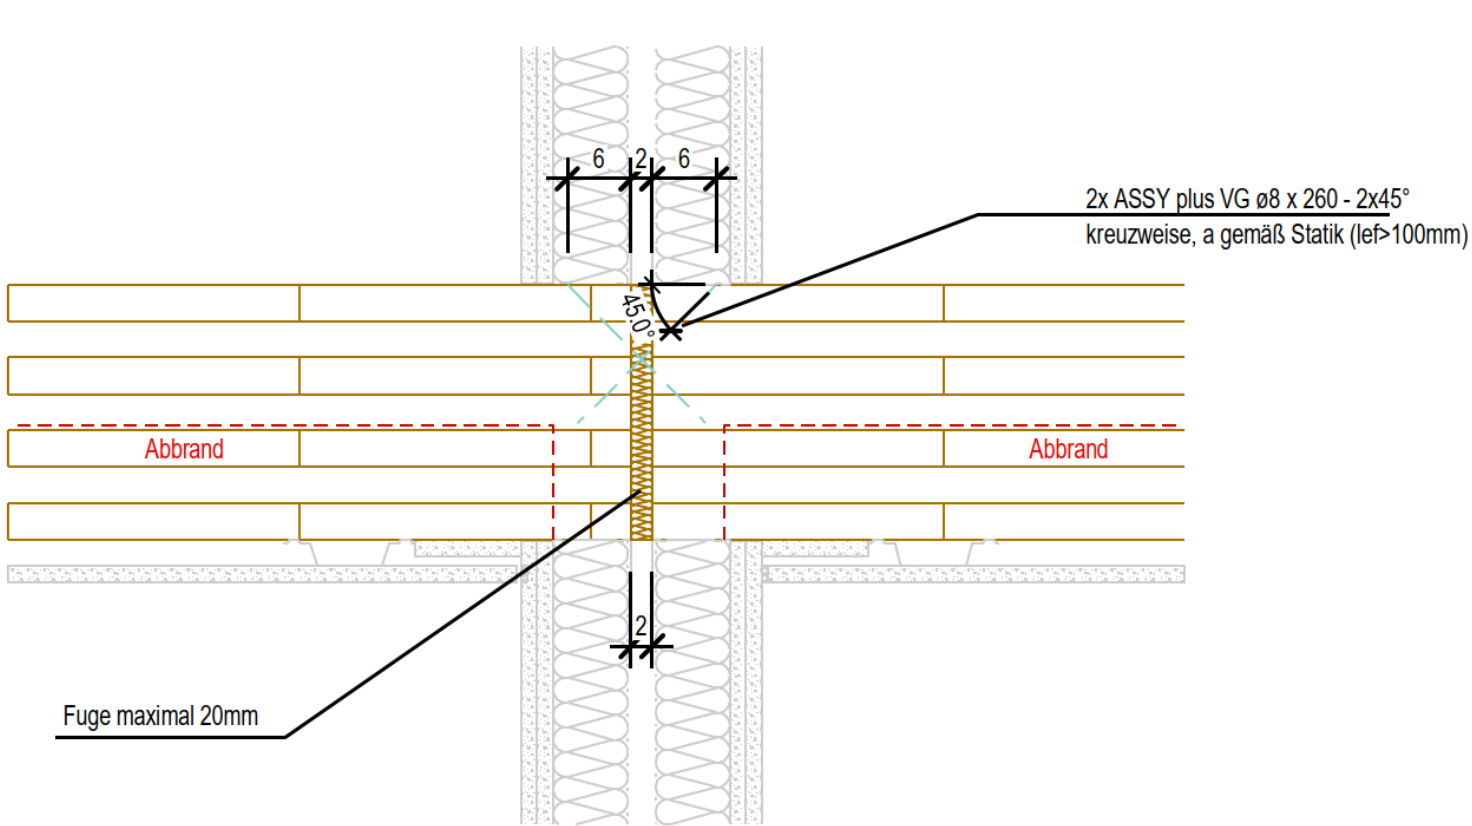 6 2 6
2x ASSY plus VG ø8 x 260 - 2x45°
kreuzweise, a gemäß Statik (lef>100mm)
45.0°
Abbrand
Abbrand
2
Fuge maximal 20mm